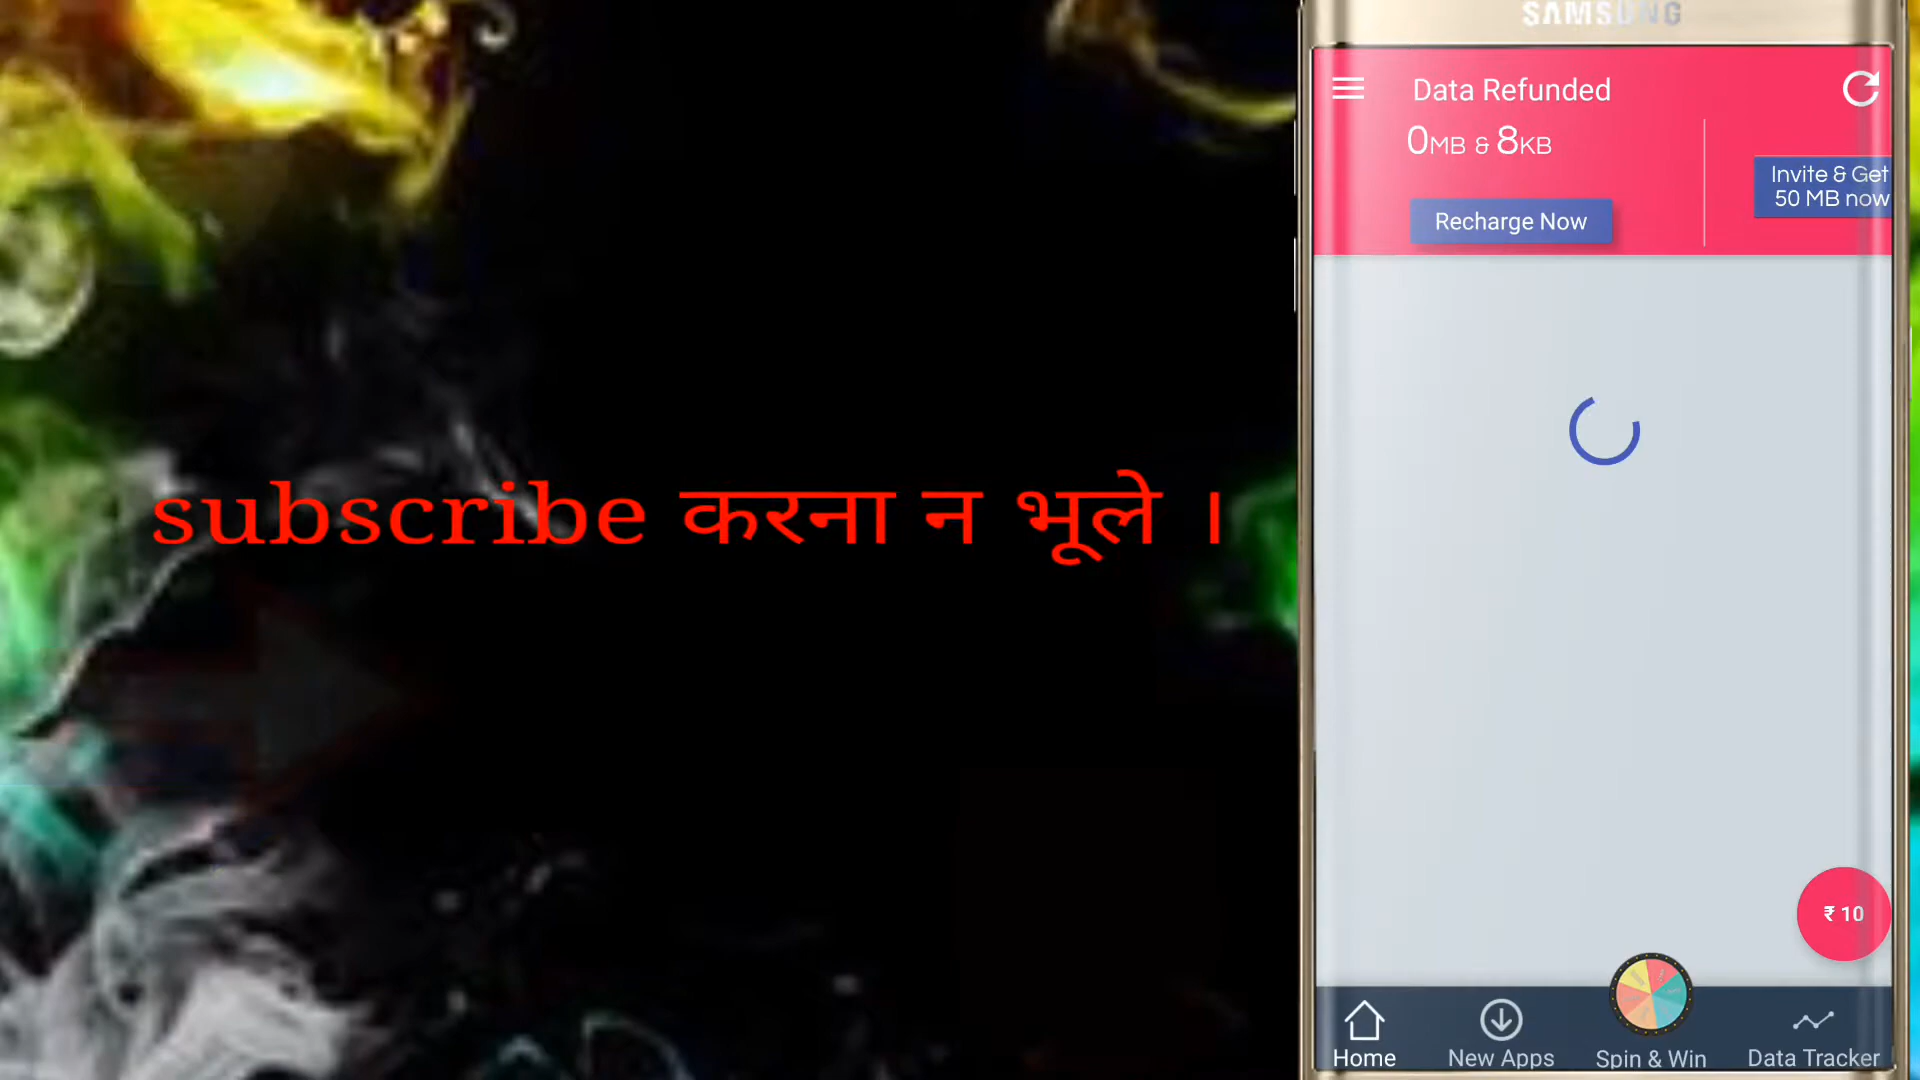 subscribe करना न भूले ।
SAMSUNG
Data Refunded
0MB & 8KB
Invite & Get
50 MB now
Recharge Now
₹ 10
Home
New Apps
Spin & Win
Data Tracker